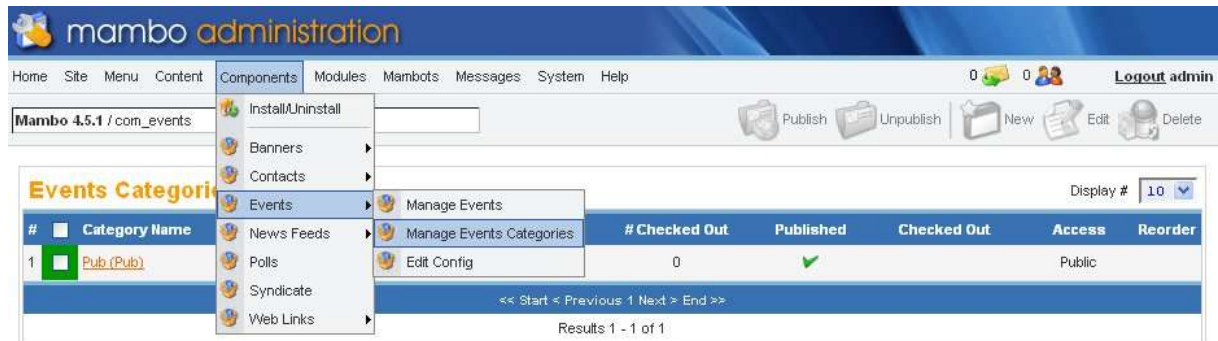 mambo administration
Home Site Menu Content Components Modules Mambots Messages System Help 0 0 Logout admin
Mambo 4.5.1 / com_events
Publish Unpublish New Edit Delete
Install/Uninstall
Banners
Contacts
Events
News Feeds
Polls
Syndicate
Web Links
Manage Events
Manage Events Categories
Edit Config
Events Categori
Display # 10
# Category Name # Checked Out Published Checked Out Access Reorder
1 Pub (Pub) 0 Public
<< Start < Previous 1 Next > End >>
Results 1 - 1 of 1